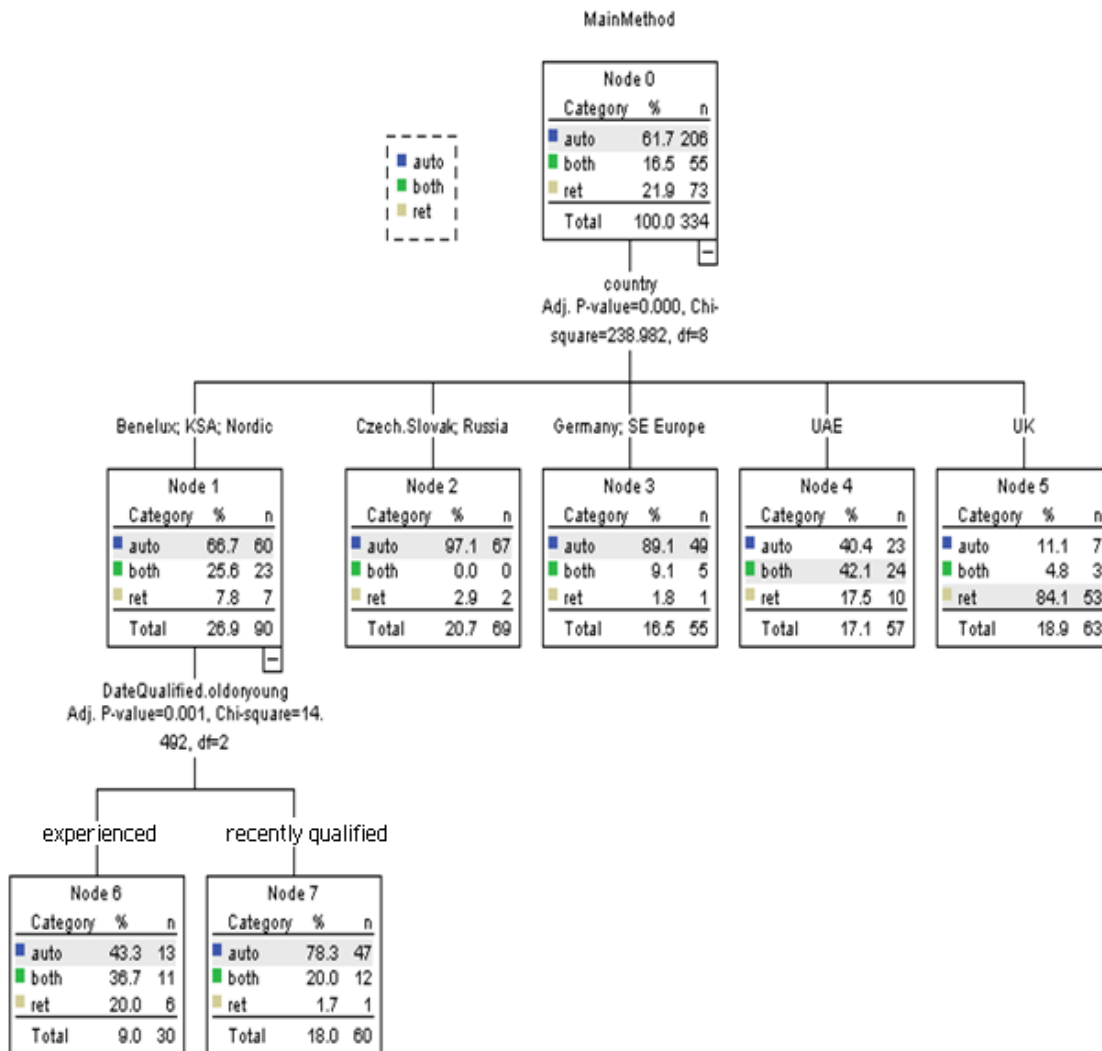 MainMethod
Node 0
Category % n
auto 61.7 206
both 16.5 55
ret 21.9 73
Total 100.0 334
auto
both
ret
country
Adj. P-value=0.000, Chi-
square=238.982, df=8
Benelux; KSA; Nordic
Node 1
Category % n
auto 66.7 60
both 25.6 23
ret 7.8 7
Total 26.9 90
Czech.Slovak; Russia
Node 2
Category % n
auto 97.1 67
both 0.0 0
ret 2.9 2
Total 20.7 69
Germany; SE Europe
Node 3
Category % n
auto 89.1 49
both 9.1 5
ret 1.8 1
Total 16.5 55
UAE
Node 4
Category % n
auto 40.4 23
both 42.1 24
ret 17.5 10
Total 17.1 57
UK
Node 5
Category % n
auto 11.1 7
both 4.8 3
ret 84.1 53
Total 18.9 63
DateQualified.oldoryoung
Adj. P-value=0.001, Chi-square=14.
492, df=2
experienced
Node 6
Category % n
auto 43.3 13
both 36.7 11
ret 20.0 6
Total 9.0 30
recently qualified
Node 7
Category % n
auto 78.3 47
both 20.0 12
ret 1.7 1
Total 18.0 60